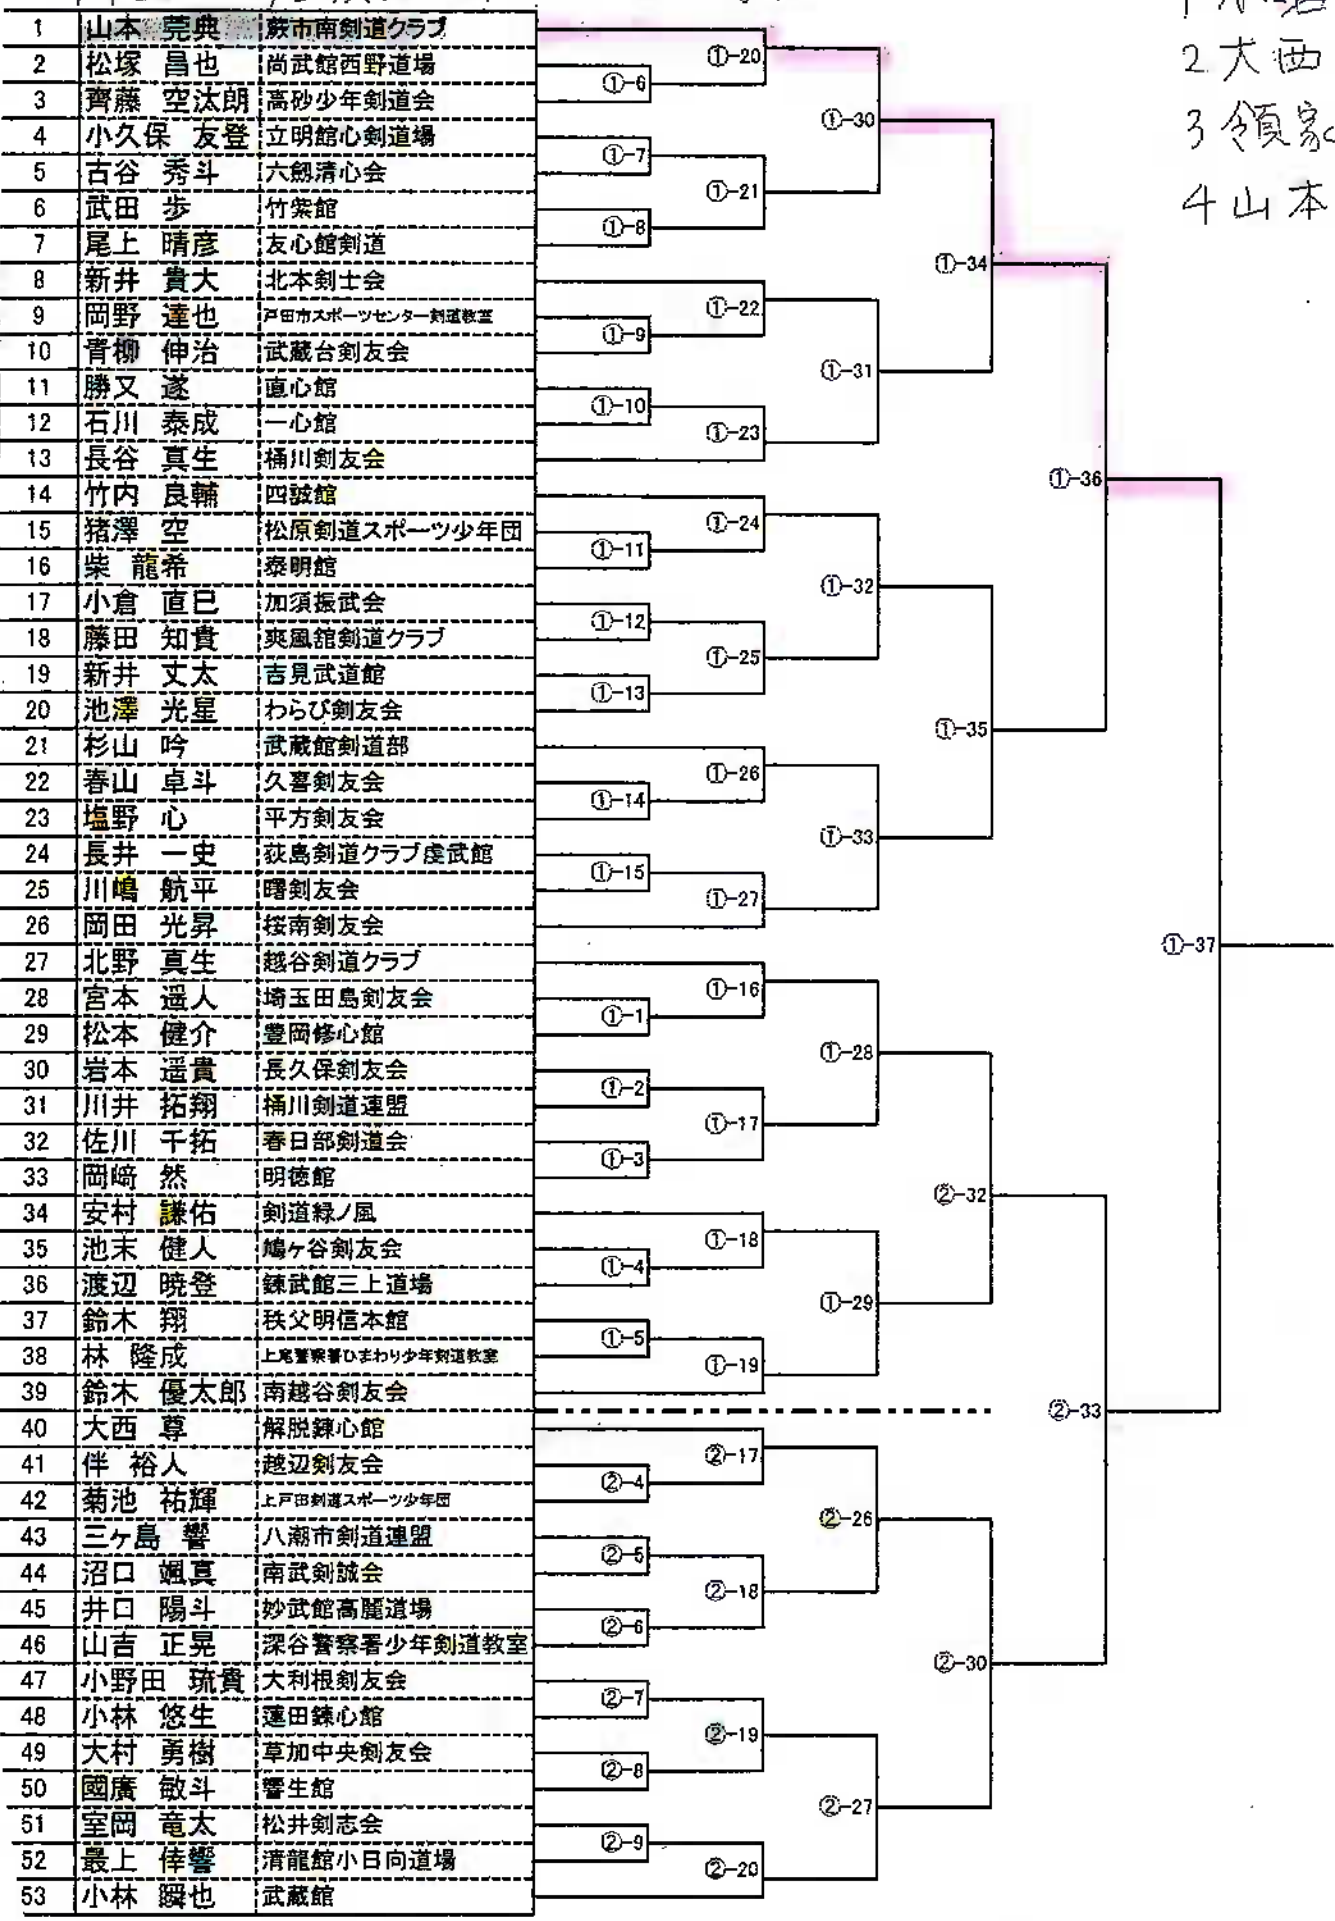 1 山本 莞典 蕨市南剣道クラブ
2 松塚 昌也 尚武館西野道場
3 齊藤 空汰朗 高砂少年剣道会
4 小久保 友登 立明館心剣道場
5 古谷 秀斗 六剱清心会
6 武田 歩 竹紫館
7 尾上 晴彦 友心館剣道
8 新井 貴大 北本剣士会
9 岡野 達也 戸田市スポーツセンター剣道教室
10 青柳 伸治 武蔵台剣友会
11 勝又 遂 直心館
12 石川 泰成 一心館
13 長谷 真生 桶川剣友会
14 竹内 良輔 四誠館
15 猪澤 空 松原剣道スポーツ少年団
16 柴 龍希 泰明館
17 小倉 直巳 加須振武会
18 藤田 知貴 爽風舘剣道クラブ
19 新井 丈太 吉見武道館
20 池澤 光星 わらび剣友会
21 杉山 吟 武蔵館剣道部
22 春山 卓斗 久喜剣友会
23 塩野 心 平方剣友会
24 長井 一史 荻島剣道クラブ虔武館
25 川嶋 航平 曙剣友会
26 岡田 光昇 桜南剣友会
27 北野 真生 越谷剣道クラブ
28 宮本 遥人 埼玉田島剣友会
29 松本 健介 豊岡修心館
30 岩本 遥貴 長久保剣友会
31 川井 拓翔 桶川剣道連盟
32 佐川 千拓 春日部剣道会
33 岡﨑 然 明徳館
34 安村 謙佑 剣道緑ノ風
35 池末 健人 鳩ヶ谷剣友会
36 渡辺 暁登 錬武館三上道場
37 鈴木 翔 秩父明信本館
38 林 隆成 上尾警察署ひまわり少年剣道教室
39 鈴木 優太郎 南越谷剣友会
40 大西 尊 解脱錬心館
41 伴 裕人 越辺剣友会
42 菊池 祐輝 上戸田剣道スポーツ少年団
43 三ヶ島 響 八潮市剣道連盟
44 沼口 颯真 南武剣誠会
45 井口 陽斗 妙武館高麗道場
46 山吉 正晃 深谷警察署少年剣道教室
47 小野田 琉貴 大利根剣友会
48 小林 悠生 蓮田錬心館
49 大村 勇樹 草加中央剣友会
50 國廣 敏斗 響生館
51 室岡 竜太 松井剣志会
52 最上 倖響 清龍館小日向道場
53 小林 瞬也 武蔵館
①-6
①-7
①-8
①-9
①-10
①-11
①-12
①-13
①-14
①-15
①-1
①-2
①-3
①-4
①-5
②-4
②-5
②-6
②-7
②-8
②-9
①-20
①-21
①-22
①-23
①-24
①-25
①-26
①-27
①-16
①-17
①-18
①-19
②-17
②-18
②-19
②-20
①-30
①-31
①-32
①-33
①-28
①-29
②-26
②-27
①-34
①-35
②-32
②-30
①-36
②-33
①-37
2 大西
3 領家
4 山本